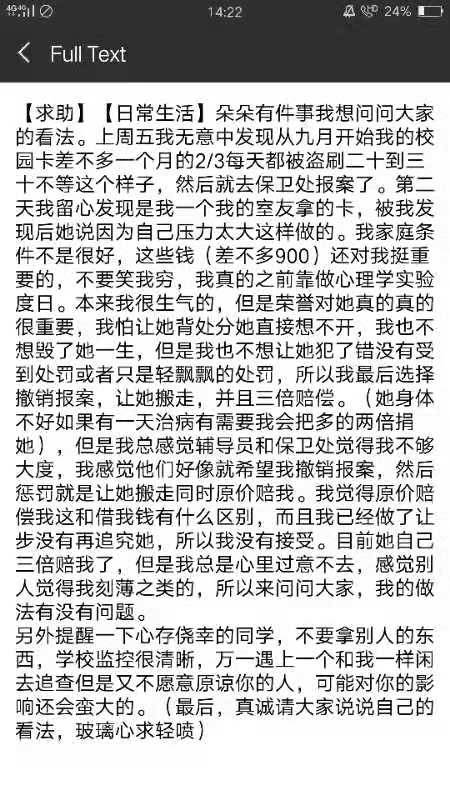 14:22
24%
Full Text
【求助】【日常生活】朵朵有件事我想问问大家
的看法。上周五我无意中发现从九月开始我的校
园卡差不多一个月的2/3每天都被盗刷二十到三
十不等这个样子，然后就去保卫处报案了。第二
天我留心发现是我一个我的室友拿的卡，被我发
现后她说因为自己压力太大这样做的。我家庭条
件不是很好，这些钱（差不多900）还对我挺重
要的，不要笑我穷，我真的之前靠做心理学实验
度日。本来我很生气的，但是荣誉对她真的真的
很重要，我怕让她背处分她直接想不开，我也不
想毁了她一生，但是我也不想让她犯了错没有受
到处罚或者只是轻飘飘的处罚，所以我最后选择
撤销报案，让她搬走，并且三倍赔偿。（她身体
不好如果有一天治病有需要我会把多的两倍捐
她），但是我总感觉辅导员和保卫处觉得我不够
大度，我感觉他们好像就希望我撤销报案，然后
惩罚就是让她搬走同时原价赔我。我觉得原价赔
偿我这和借我钱有什么区别，而且我已经做了让
步没有再追究她，所以我没有接受。目前她自己
三倍赔我了，但是我总是心里过意不去，感觉别
人觉得我刻薄之类的，所以来问问大家，我的做
法有没有问题。
另外提醒一下心存侥幸的同学，不要拿别人的东
西，学校监控很清晰，万一遇上一个和我一样闲
去追查但是又不愿意原谅你的人，可能对你的影
响还会蛮大的。（最后，真诚请大家说说自己的
看法，玻璃心求轻喷）